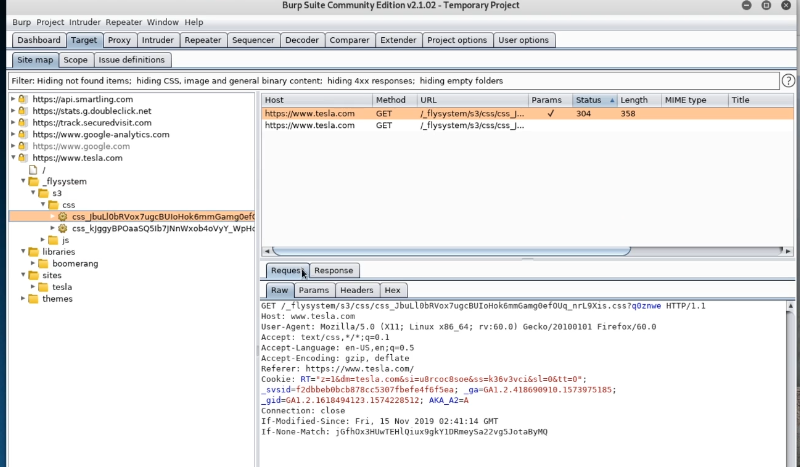 Burp Suite Community Edition v2.1.02 - Temporary Project
Burp Project Intruder Repeater Window Help
Dashboard Target Proxy Intruder Repeater Sequencer Decoder Comparer Extender Project options User options
Site map Scope Issue definitions
Filter: Hiding not found items; hiding CSS, image and general binary content; hiding 4xx responses; hiding empty folders ?
https://api.smartling.com
https://stats.g.doubleclick.net
https://track.securedvisit.com
https://www.google-analytics.com
https://www.google.com
https://www.tesla.com
/
_flysystem
s3
css
css_JbuLl0bRVox7ugcBUIoHok6mmGamg0ef
css_kJggyBPOaaSQ5Ib7JNnWxob4oVyY_WpH
js
libraries
boomerang
sites
tesla
themes
Host Method URL Params Status Length MIME type Title
https://www.tesla.com GET /_flysystem/s3/css/css_J... ✓ 304 358
https://www.tesla.com GET /_flysystem/s3/css/css_J...
Request Response
Raw Params Headers Hex
GET /_flysystem/s3/css/css_JbuLl0bRVox7ugcBUIoHok6mmGamg0efOUq_nrL9Xis.css?q0znwe HTTP/1.1
Host: www.tesla.com
User-Agent: Mozilla/5.0 (X11; Linux x86_64; rv:60.0) Gecko/20100101 Firefox/60.0
Accept: text/css,*/*;q=0.1
Accept-Language: en-US,en;q=0.5
Accept-Encoding: gzip, deflate
Referer: https://www.tesla.com/
Cookie: RT="z=1&dm=tesla.com&si=u8rcoc8soe&ss=k36v3vci&sl=0&tt=0";
_svsid=f2dbbeb0bcb878cc5307fbefe4f6f5ea; _ga=GA1.2.418690910.1573975185;
_gid=GA1.2.1618494123.1574228512; AKA_A2=A
Connection: close
If-Modified-Since: Fri, 15 Nov 2019 02:41:14 GMT
If-None-Match: jGfhOx3HUwTEHlQiux9gkYIDRmeySa22vg5JotaByMQ